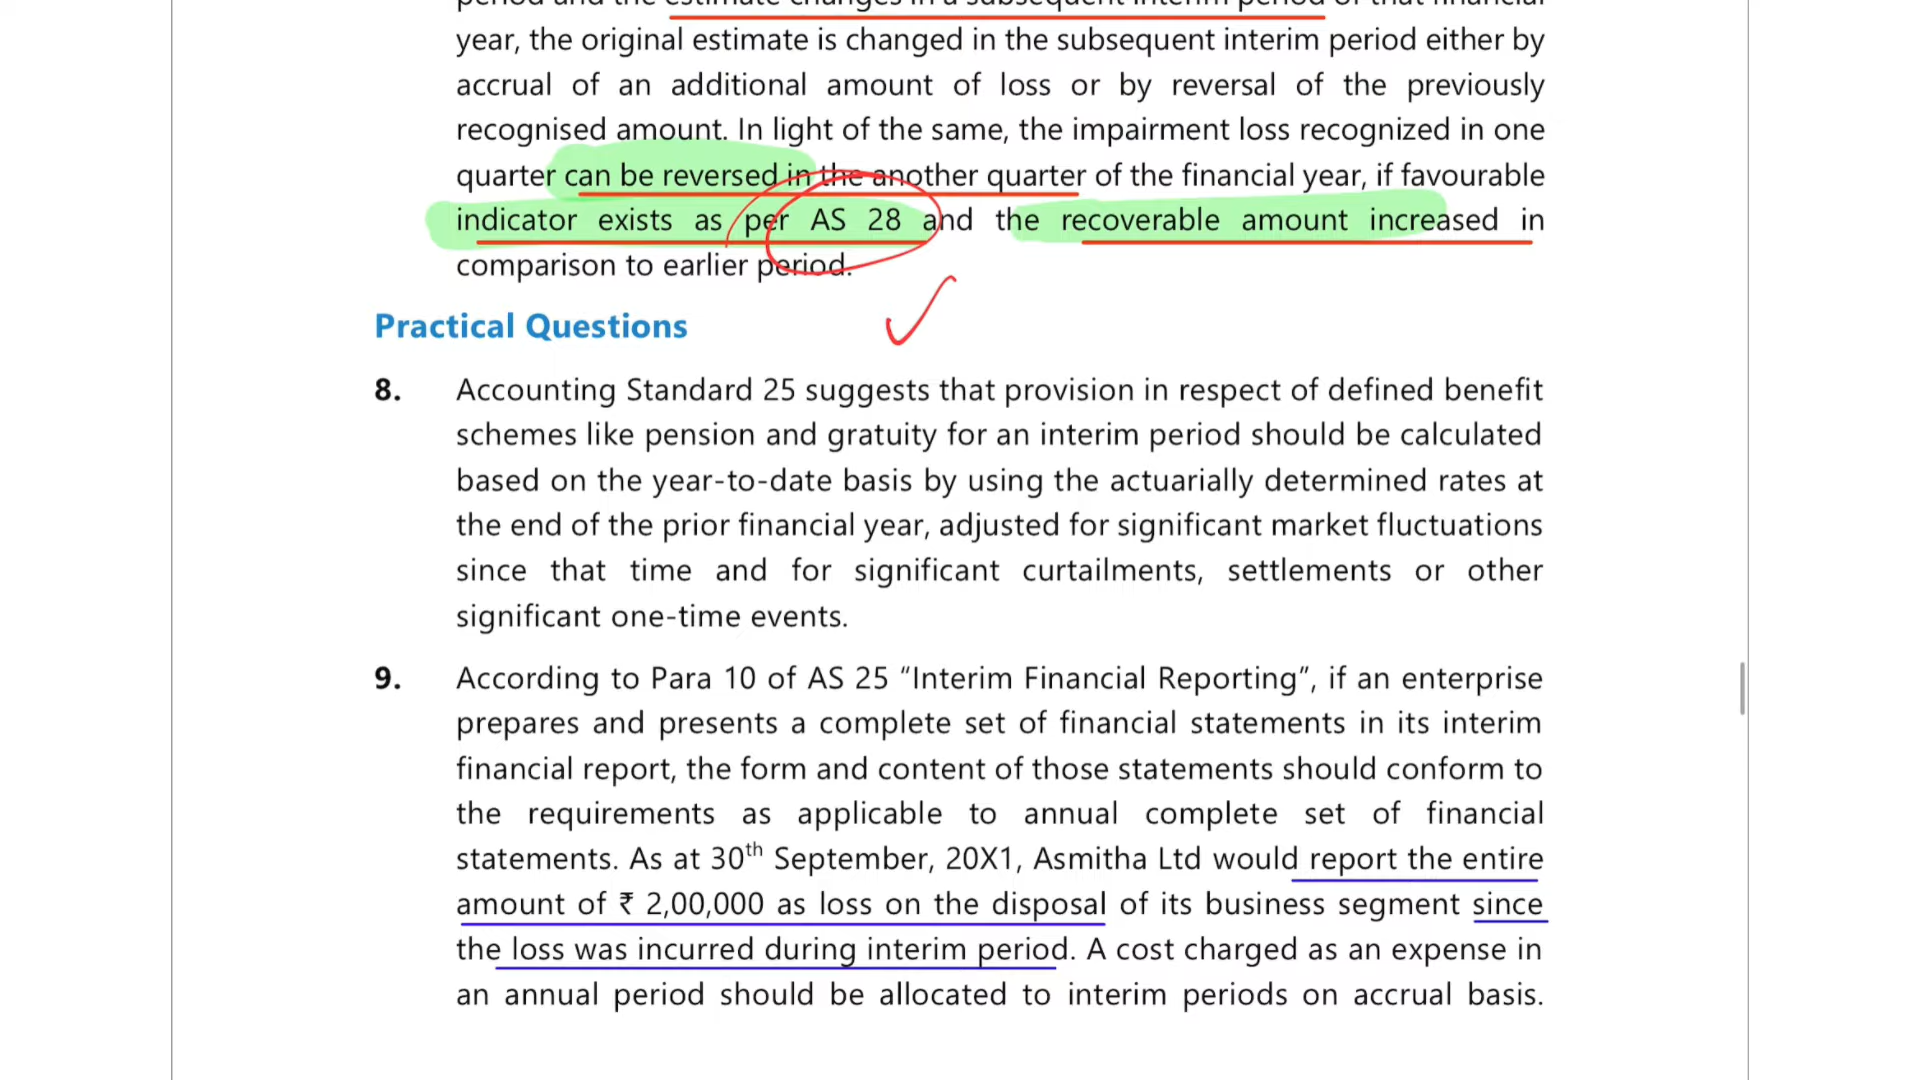 period and the estimate changes in a subsequent interim period of that financial
year, the original estimate is changed in the subsequent interim period either by
accrual of an additional amount of loss or by reversal of the previously
recognised amount. In light of the same, the impairment loss recognized in one
quarter can be reversed in the another quarter of the financial year, if favourable
indicator exists as per AS 28 and the recoverable amount increased in
comparison to earlier period.
Practical Questions
8. Accounting Standard 25 suggests that provision in respect of defined benefit
schemes like pension and gratuity for an interim period should be calculated
based on the year-to-date basis by using the actuarially determined rates at
the end of the prior financial year, adjusted for significant market fluctuations
since that time and for significant curtailments, settlements or other
significant one-time events.
9. According to Para 10 of AS 25 “Interim Financial Reporting”, if an enterprise
prepares and presents a complete set of financial statements in its interim
financial report, the form and content of those statements should conform to
the requirements as applicable to annual complete set of financial
statements. As at 30th September, 20X1, Asmitha Ltd would report the entire
amount of ₹ 2,00,000 as loss on the disposal of its business segment since
the loss was incurred during interim period. A cost charged as an expense in
an annual period should be allocated to interim periods on accrual basis.